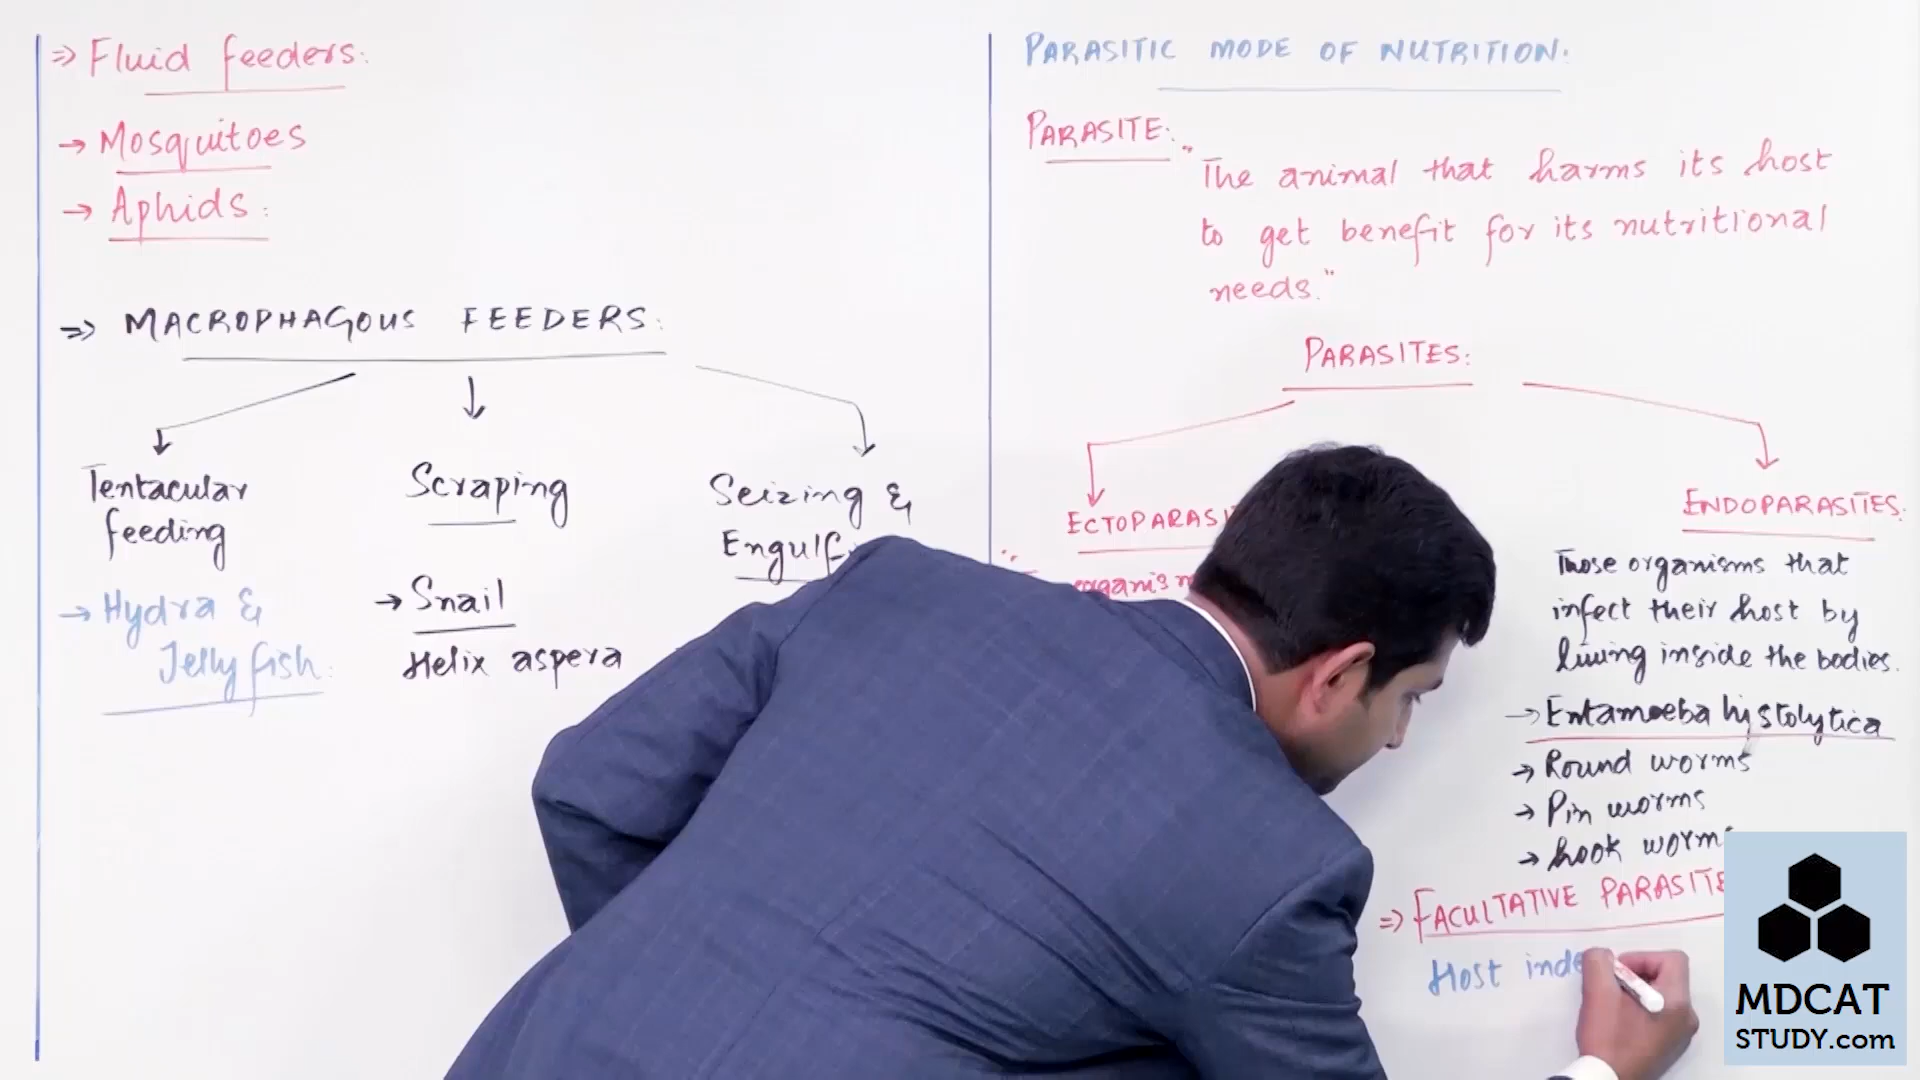 ⇒ Fluid feeders:
→ Mosquitoes
→ Aphids:
⇒ MACROPHAGOUS FEEDERS:
Tentacular
feeding
→ Hydra &
Jelly fish:
Scraping
→ Snail
Helix aspera
Seizing &
PARASITIC MODE OF NUTRITION:
PARASITE:
"The animal that harms its host
to get benefit for its nutritional
needs."
PARASITES:
ENDOPARASITES:
Those organisms that
infect their host by
living inside the bodies.
→ Entamoeba hystolytica
→ Round worms
→ Pin worms
→ hook worms
⇒ FACULTATIVE PARASITE
Host inde
MDCAT
STUDY.com